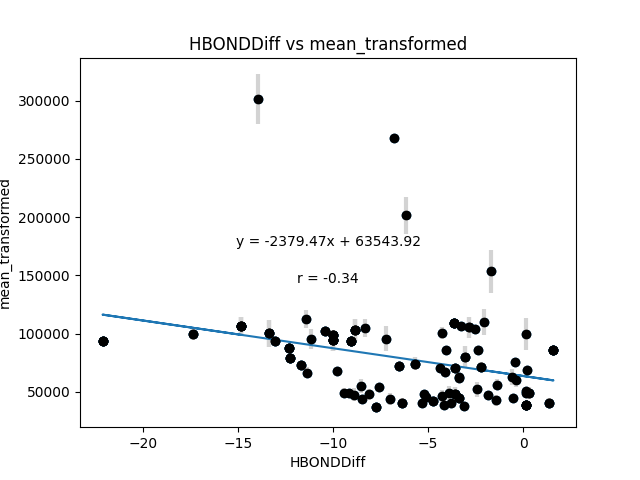 HBONDDiff vs mean_transformed
mean_transformed
300000
250000
200000
150000
100000
50000
y = -2379.47x + 63543.92
r = -0.34
−20
−15
−10
−5
0
HBONDDiff